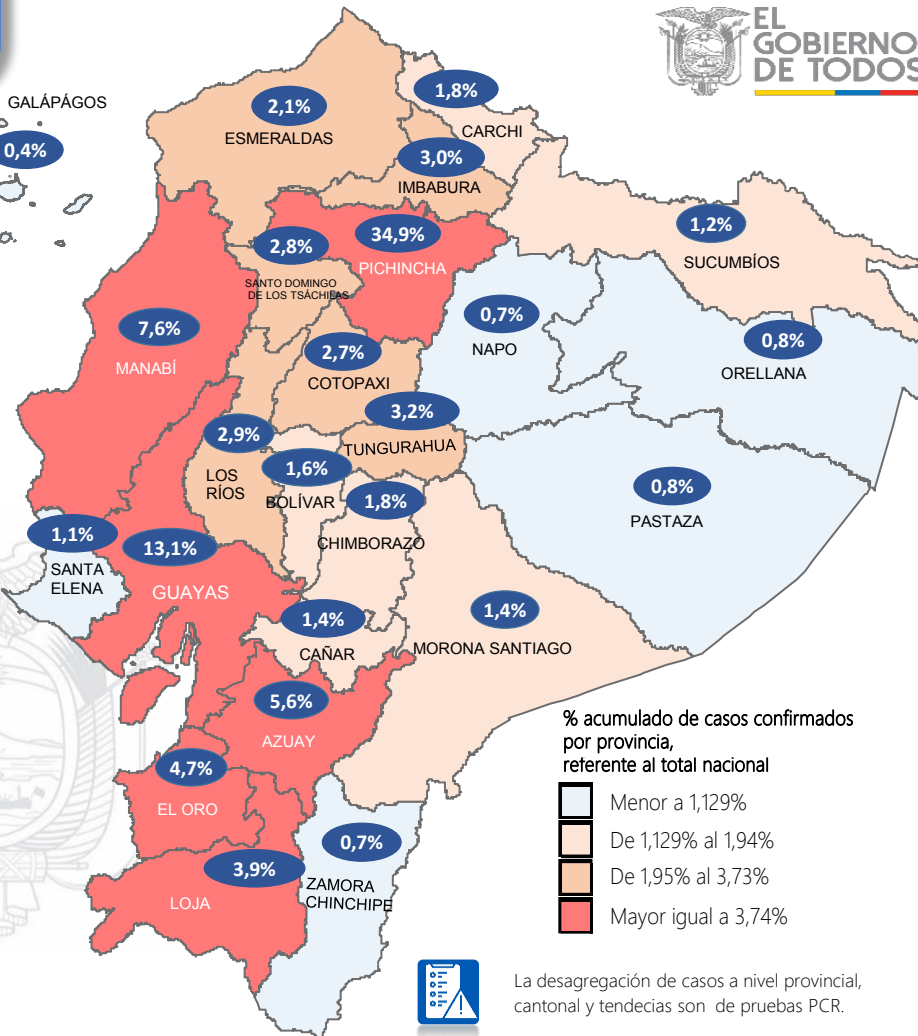 EL
GOBIERNO
DE TODOS
GALÁPÁGOS
0,4%
2,1%
ESMERALDAS
1,8%
CARCHI
3,0%
IMBABURA
1,2%
SUCUMBÍOS
2,8%
SANTO DOMINGO
DE LOS TSÁCHILAS
34,9%
PICHINCHA
7,6%
MANABÍ
0,7%
NAPO
0,8%
ORELLANA
2,7%
COTOPAXI
3,2%
TUNGURAHUA
2,9%
LOS
RÍOS
1,6%
BOLÍVAR
1,8%
CHIMBORAZO
0,8%
PASTAZA
1,1%
SANTA
ELENA
13,1%
GUAYAS
1,4%
CAÑAR
1,4%
MORONA SANTIAGO
5,6%
AZUAY
4,7%
EL ORO
3,9%
LOJA
0,7%
ZAMORA
CHINCHIPE
% acumulado de casos confirmados
por provincia,
referente al total nacional
Menor a 1,129%
De 1,129% al 1,94%
De 1,95% al 3,73%
Mayor igual a 3,74%
La desagregación de casos a nivel provincial,
cantonal y tendecias son de pruebas PCR.